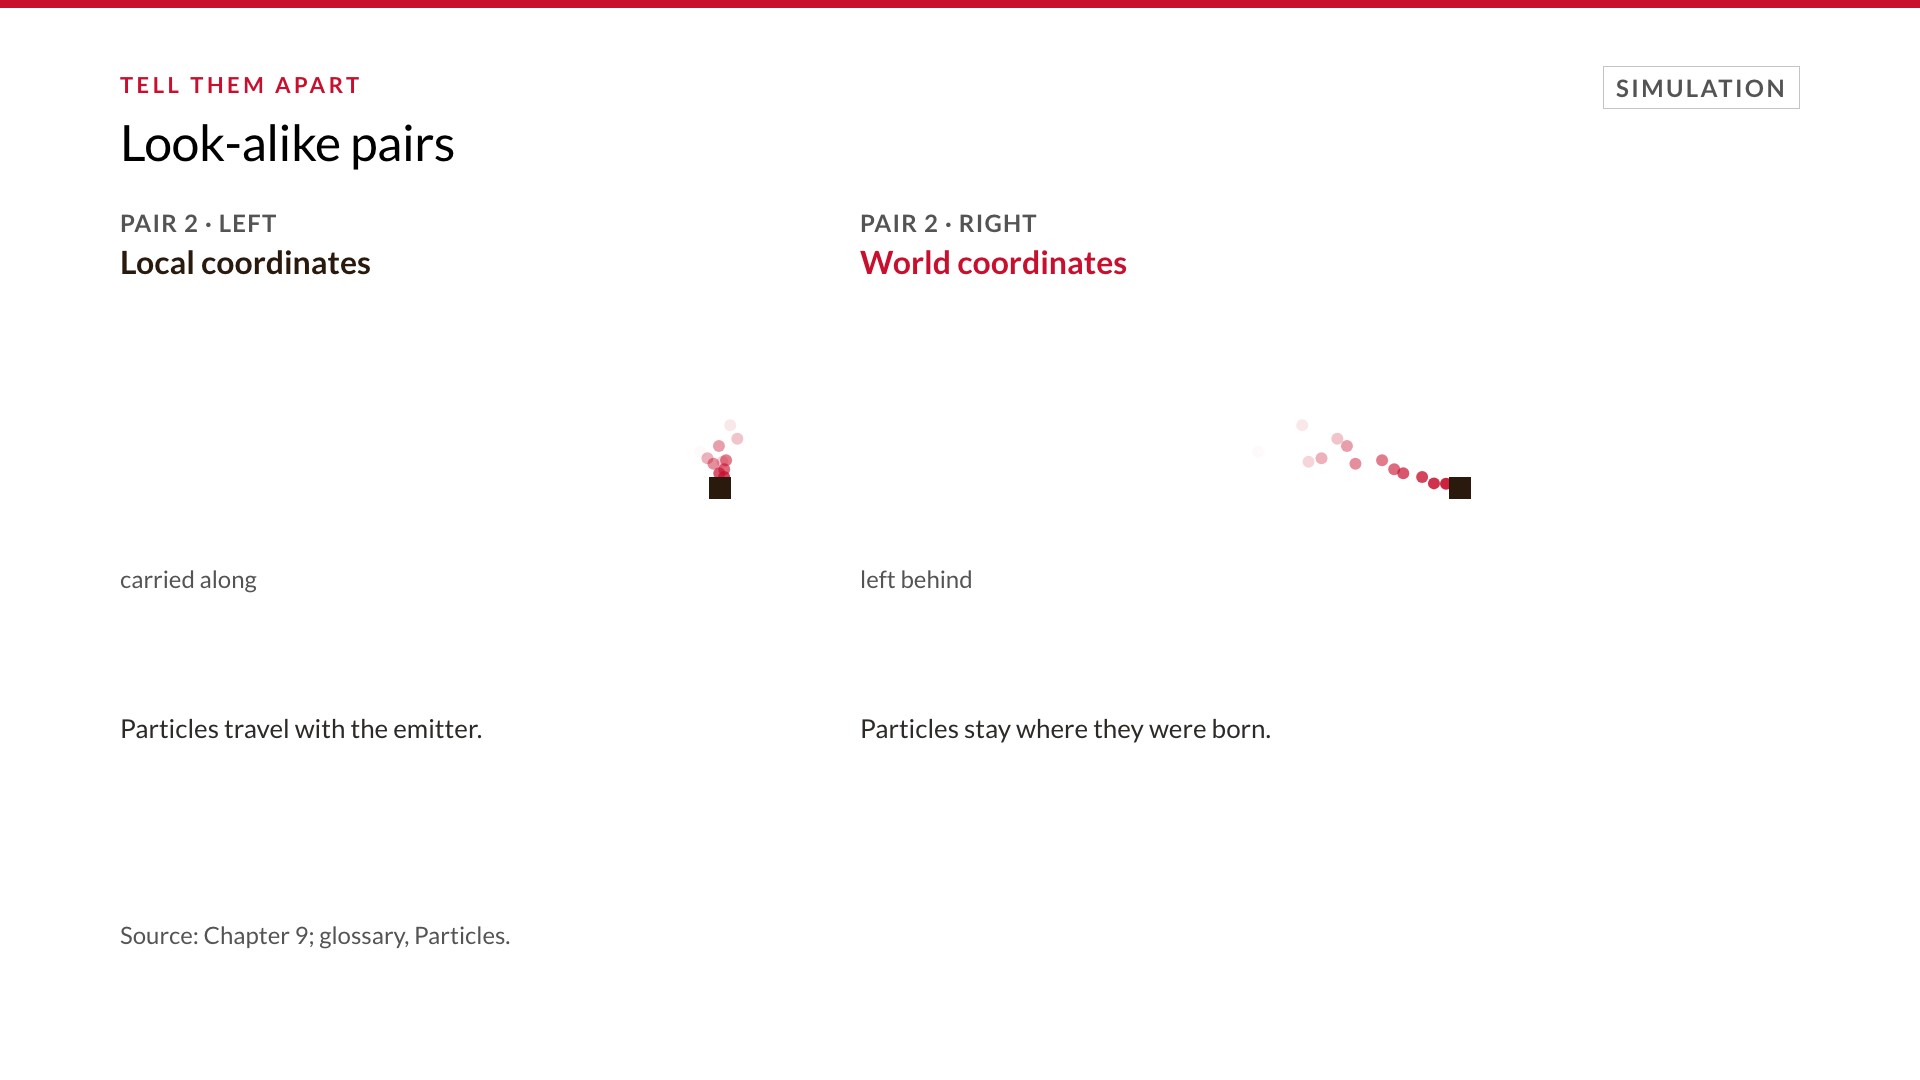 TELL THEM APART
SIMULATION
Look-alike pairs
PAIR 2 · LEFT
Local coordinates
carried along
Particles travel with the emitter.
PAIR 2 · RIGHT
World coordinates
left behind
Particles stay where they were born.
Source: Chapter 9; glossary, Particles.